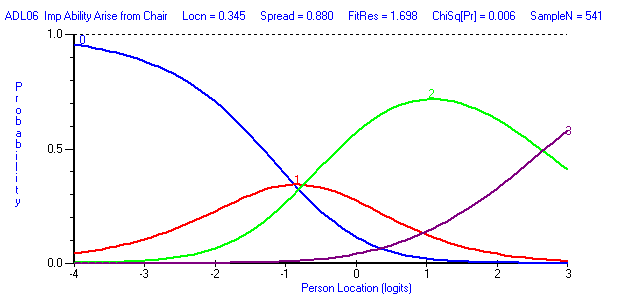 ADL06 Imp Ability Arise from Chair Locn = 0.345 Spread = 0.880 FitRes = 1.698 ChiSq[Pr] = 0.006 SampleN = 541
1.0
0.5
0.0
Probability
0
1
2
3
-4 -3 -2 -1 0 1 2 3
Person Location (logits)